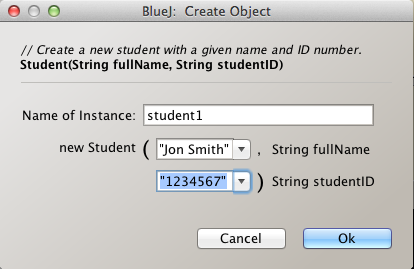 BlueJ: Create Object
// Create a new student with a given name and ID number.
Student(String fullName, String studentID)
Name of Instance: student1
new Student ( "Jon Smith" , String fullName
"1234567" ) String studentID
Cancel Ok